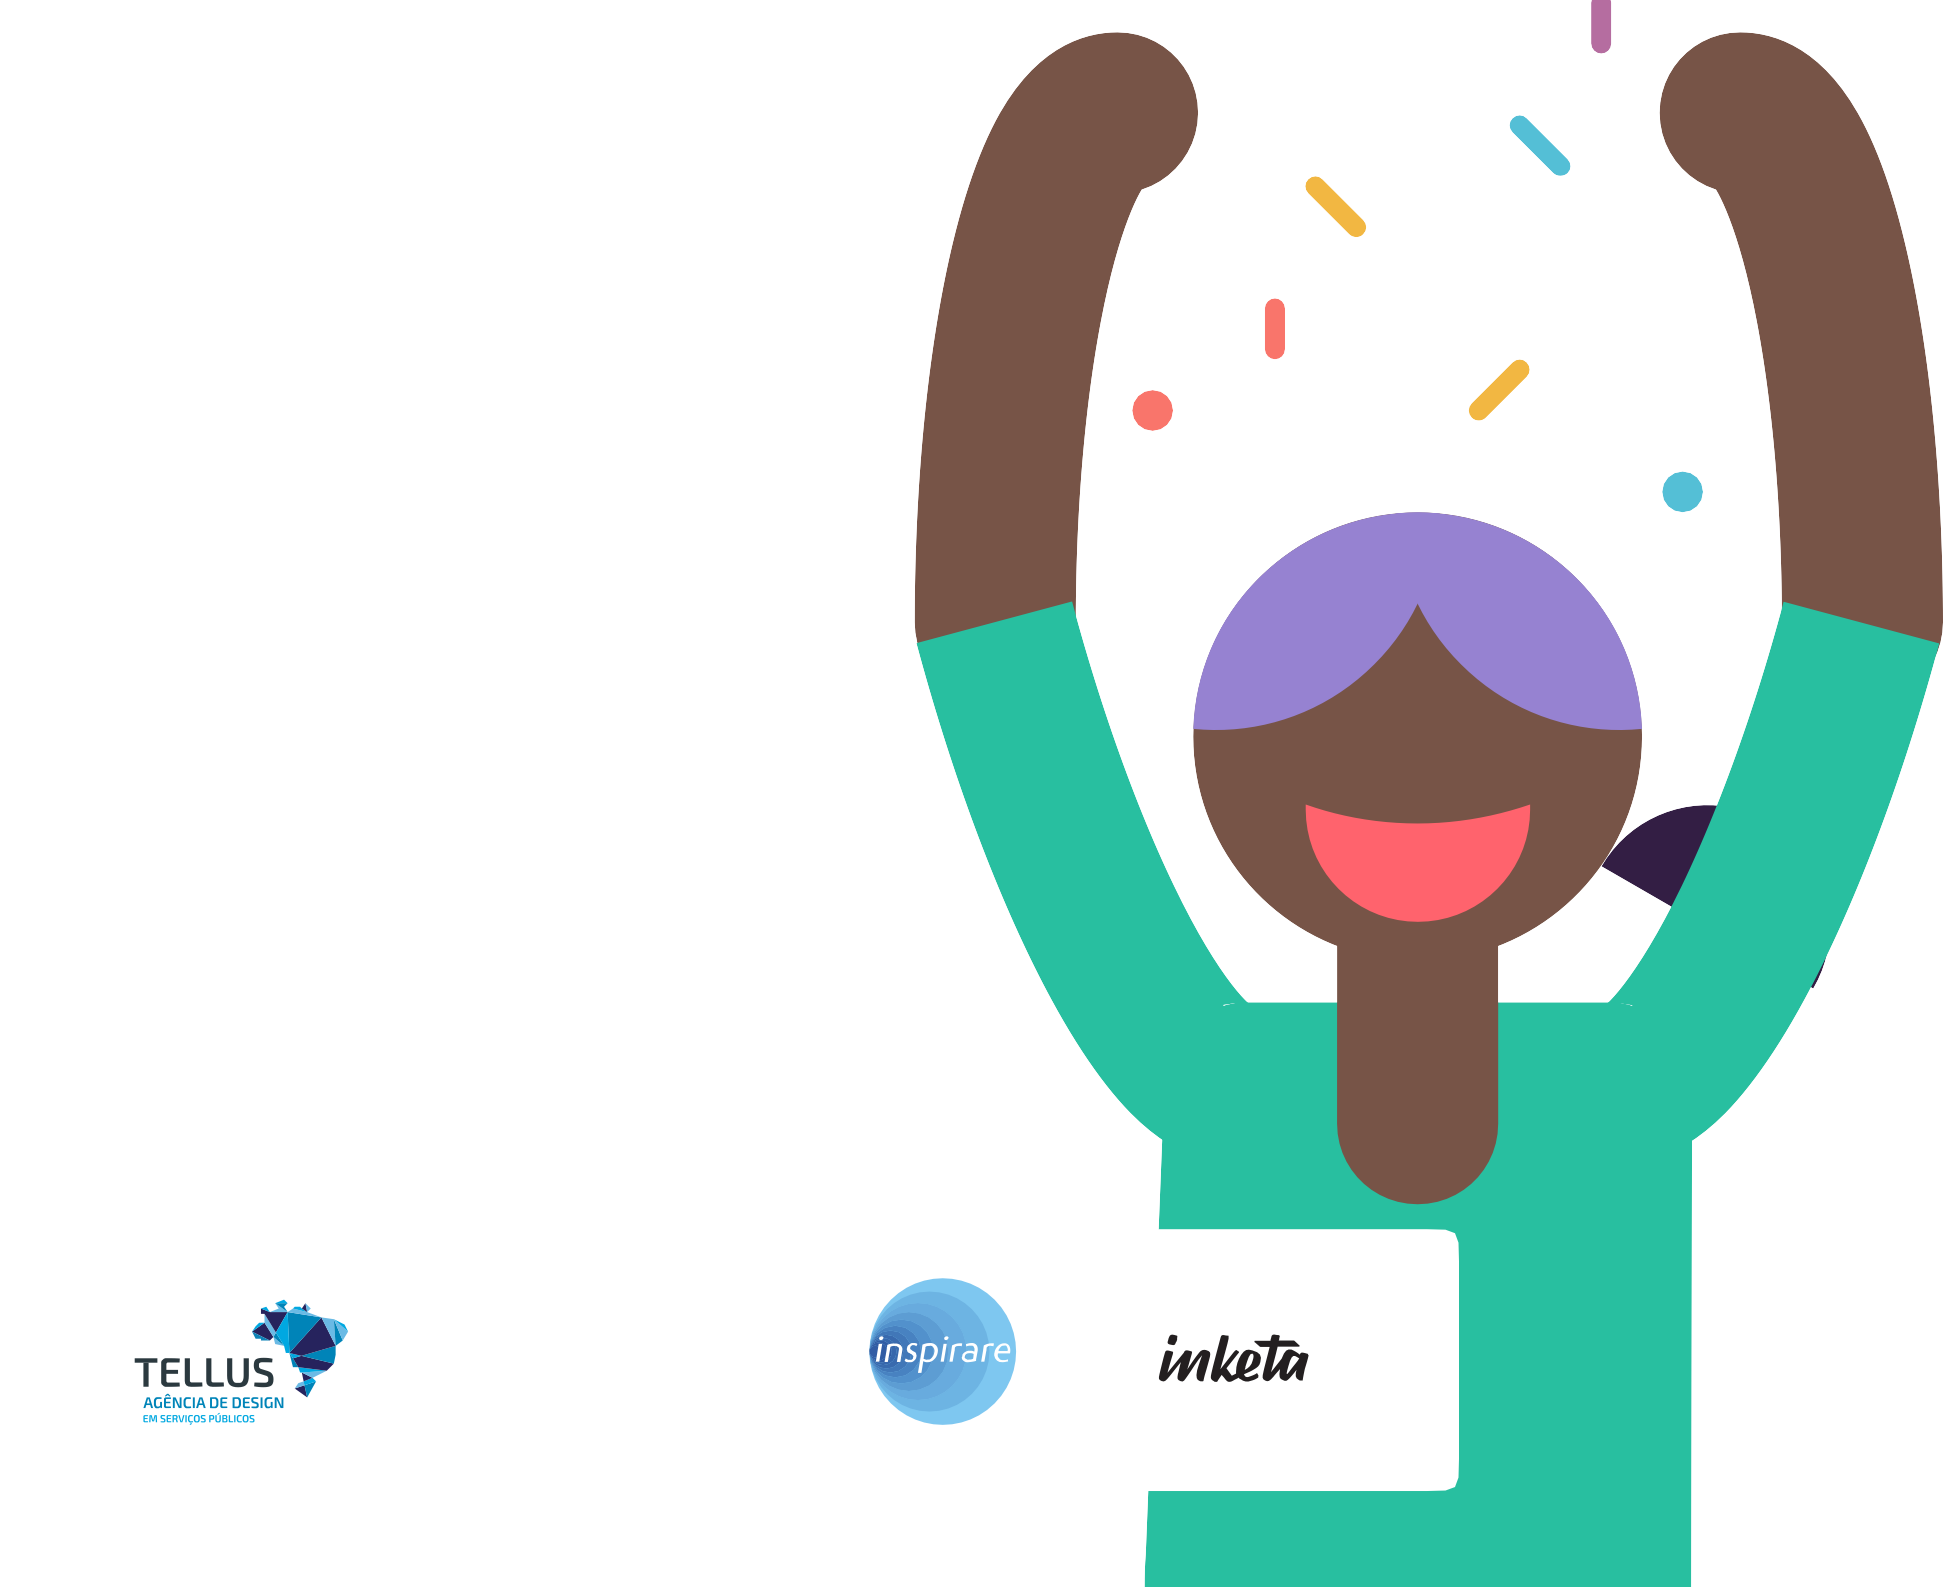 TELLUS
AGÊNCIA DE DESIGN
EM SERVIÇOS PÚBLICOS
inspirare
inketa